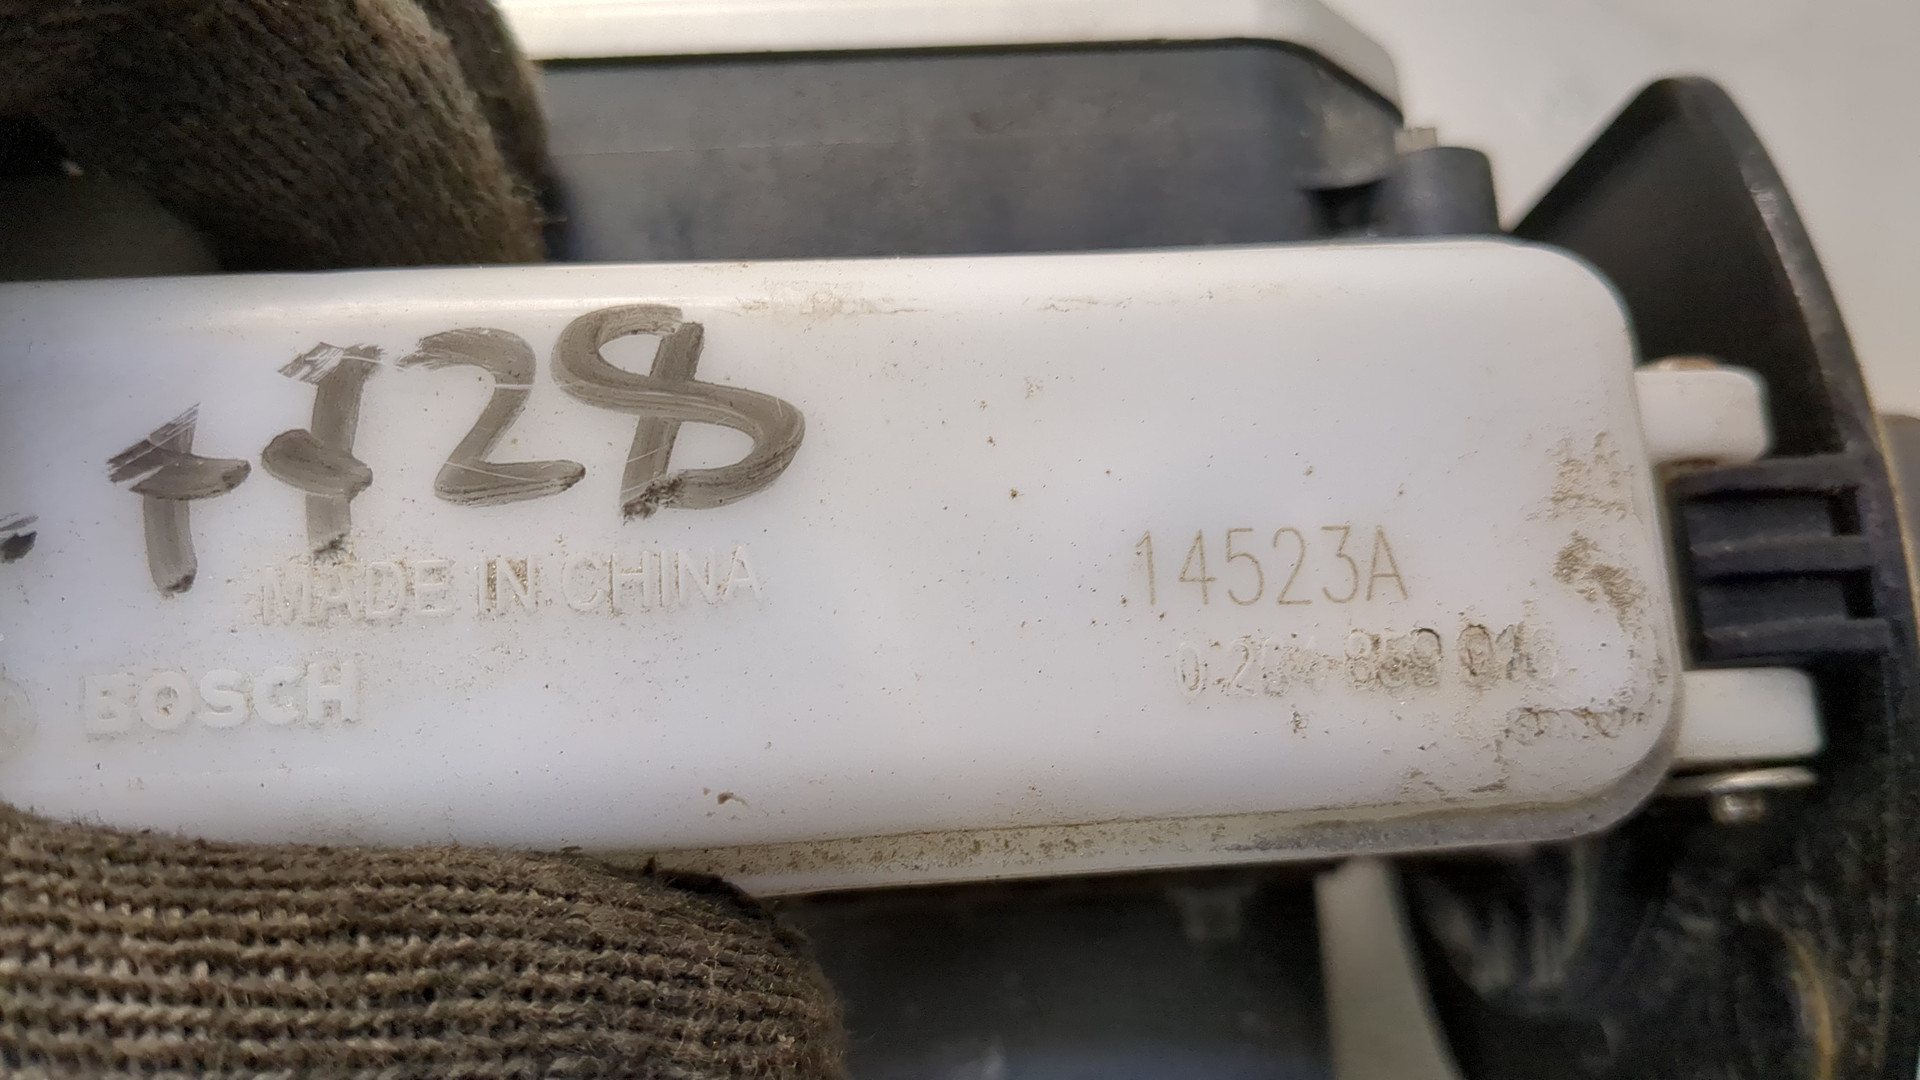 1128
MADE IN CHINA
14523A
BOSCH